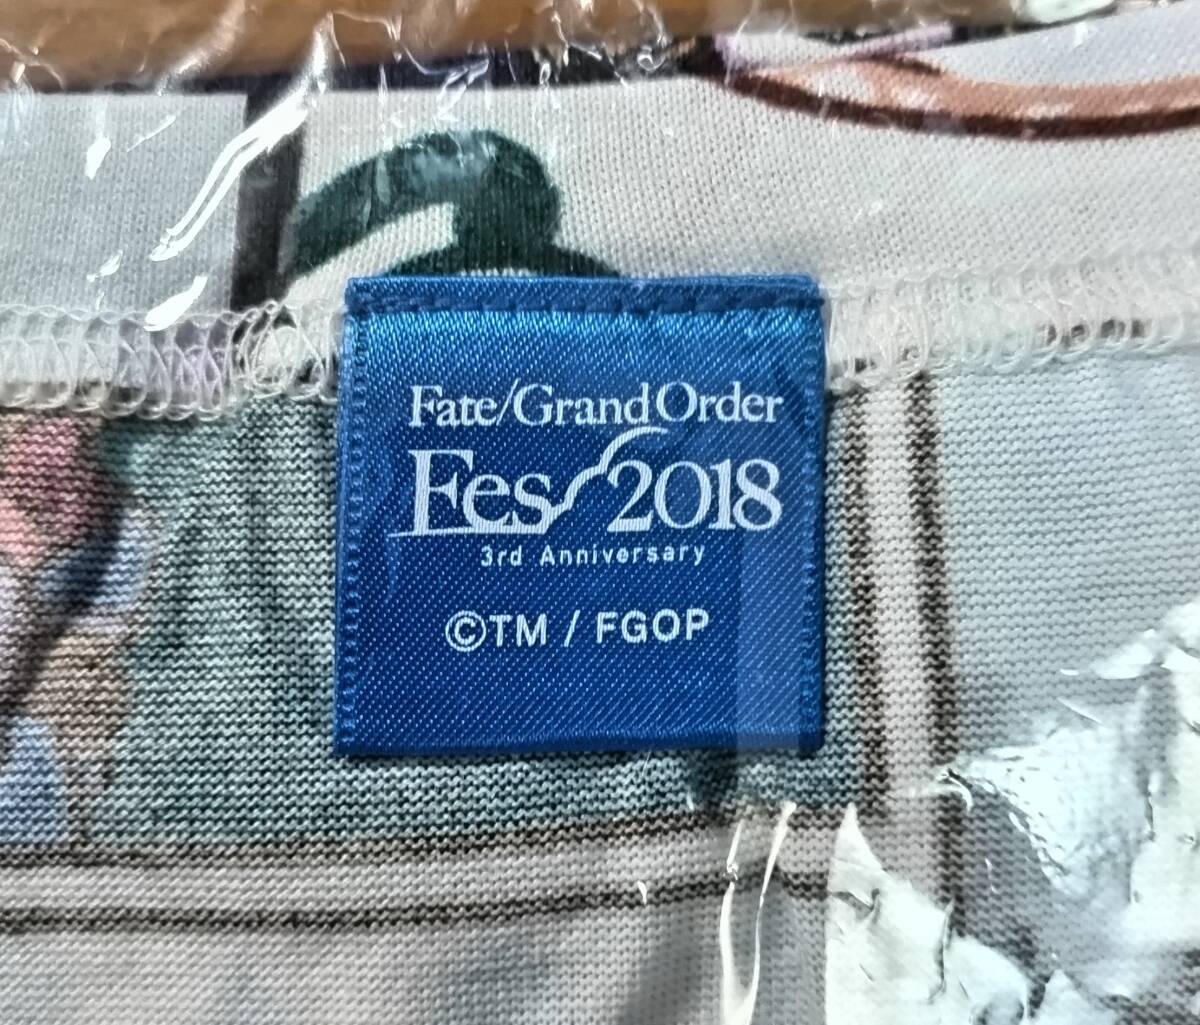 Fate/Grand Order
Fes 2018
3rd Anniversary
©TM / FGOP